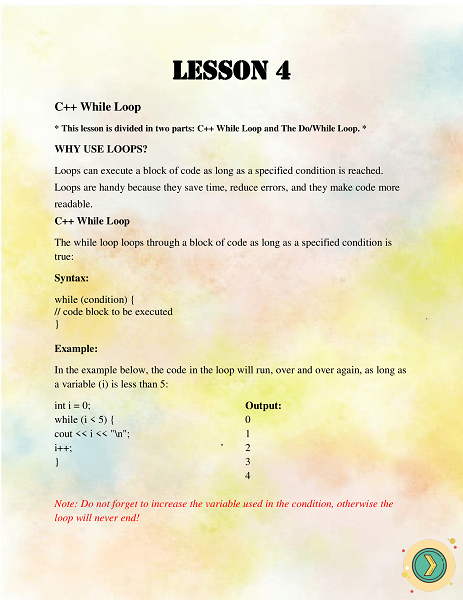 LESSON 4
C++ While Loop
* This lesson is divided in two parts: C++ While Loop and The Do/While Loop. *
WHY USE LOOPS?
Loops can execute a block of code as long as a specified condition is reached.
Loops are handy because they save time, reduce errors, and they make code more
readable.
C++ While Loop
The while loop loops through a block of code as long as a specified condition is
true:
Syntax:
while (condition) {
// code block to be executed
}
Example:
In the example below, the code in the loop will run, over and over again, as long as
a variable (i) is less than 5:
int i = 0;
while (i < 5) {
cout << i << "\n";
i++;
}
Output:
0
1
2
3
4
Note: Do not forget to increase the variable used in the condition, otherwise the
loop will never end!